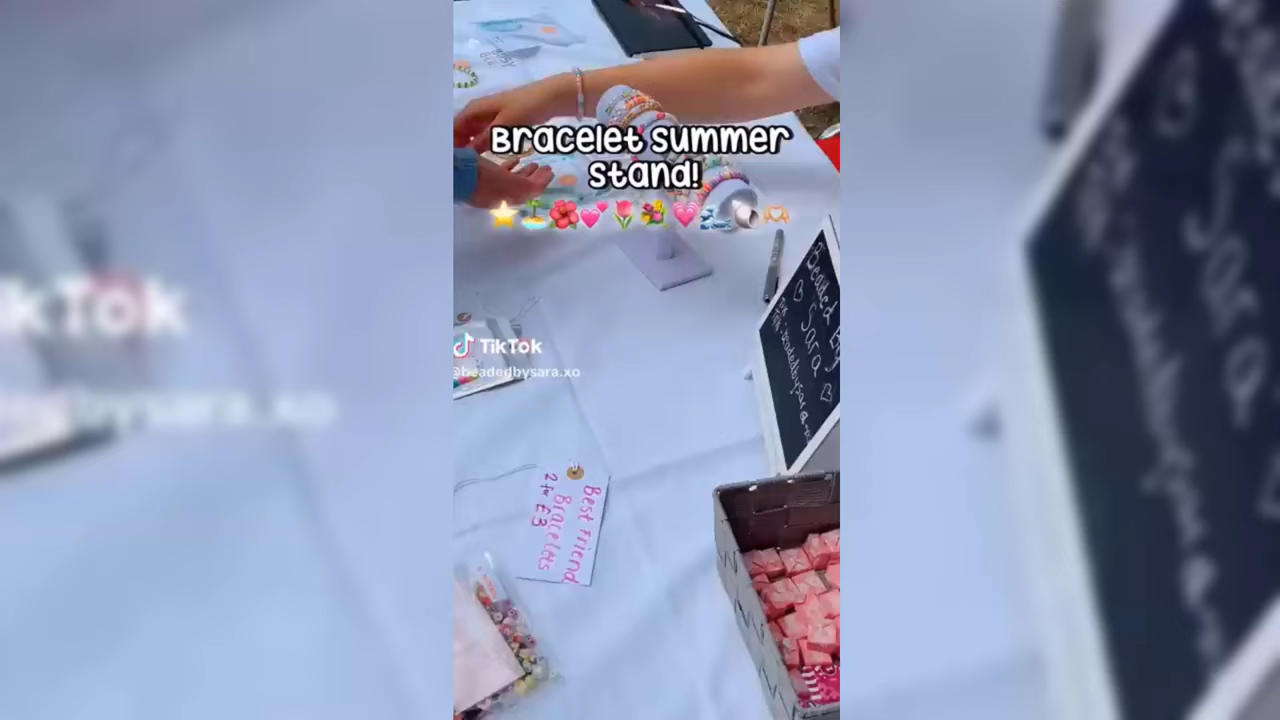 Bracelet summer
stand!
TikTok
@beadedbysara.xo
Beaded By
Sara
Best friend
Bracelets
2 for £3